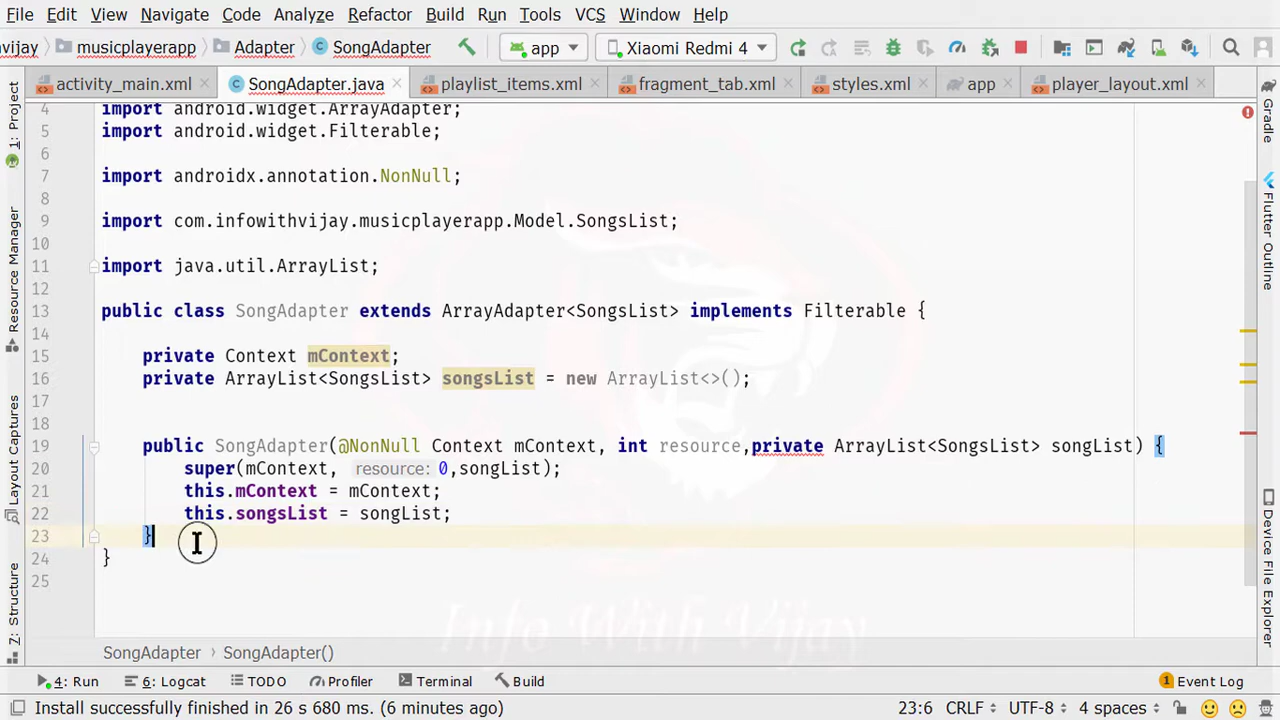 File Edit View Navigate Code Analyze Refactor Build Run Tools VCS Window Help
vijay musicplayerapp Adapter SongAdapter app Xiaomi Redmi 4
activity_main.xml SongAdapter.java playlist_items.xml fragment_tab.xml styles.xml app player_layout.xml
4 import android.widget.ArrayAdapter;
5 import android.widget.Filterable;
6
7 import androidx.annotation.NonNull;
8
9 import com.infowithvijay.musicplayerapp.Model.SongsList;
10
11 import java.util.ArrayList;
12
13 public class SongAdapter extends ArrayAdapter<SongsList> implements Filterable {
14
15 private Context mContext;
16 private ArrayList<SongsList> songsList = new ArrayList<>();
17
18
19 public SongAdapter(@NonNull Context mContext, int resource,private ArrayList<SongsList> songList) {
20 super(mContext, resource: 0,songList);
21 this.mContext = mContext;
22 this.songsList = songList;
23 }
24 }
25
Info With Vijay
SongAdapter › SongAdapter()
1: Project
Resource Manager
Layout Captures
Z: Structure
Gradle
Flutter Outline
Device File Explorer
4: Run 6: Logcat TODO Profiler Terminal Build 1 Event Log
Install successfully finished in 26 s 680 ms. (6 minutes ago) 23:6 CRLF UTF-8 4 spaces